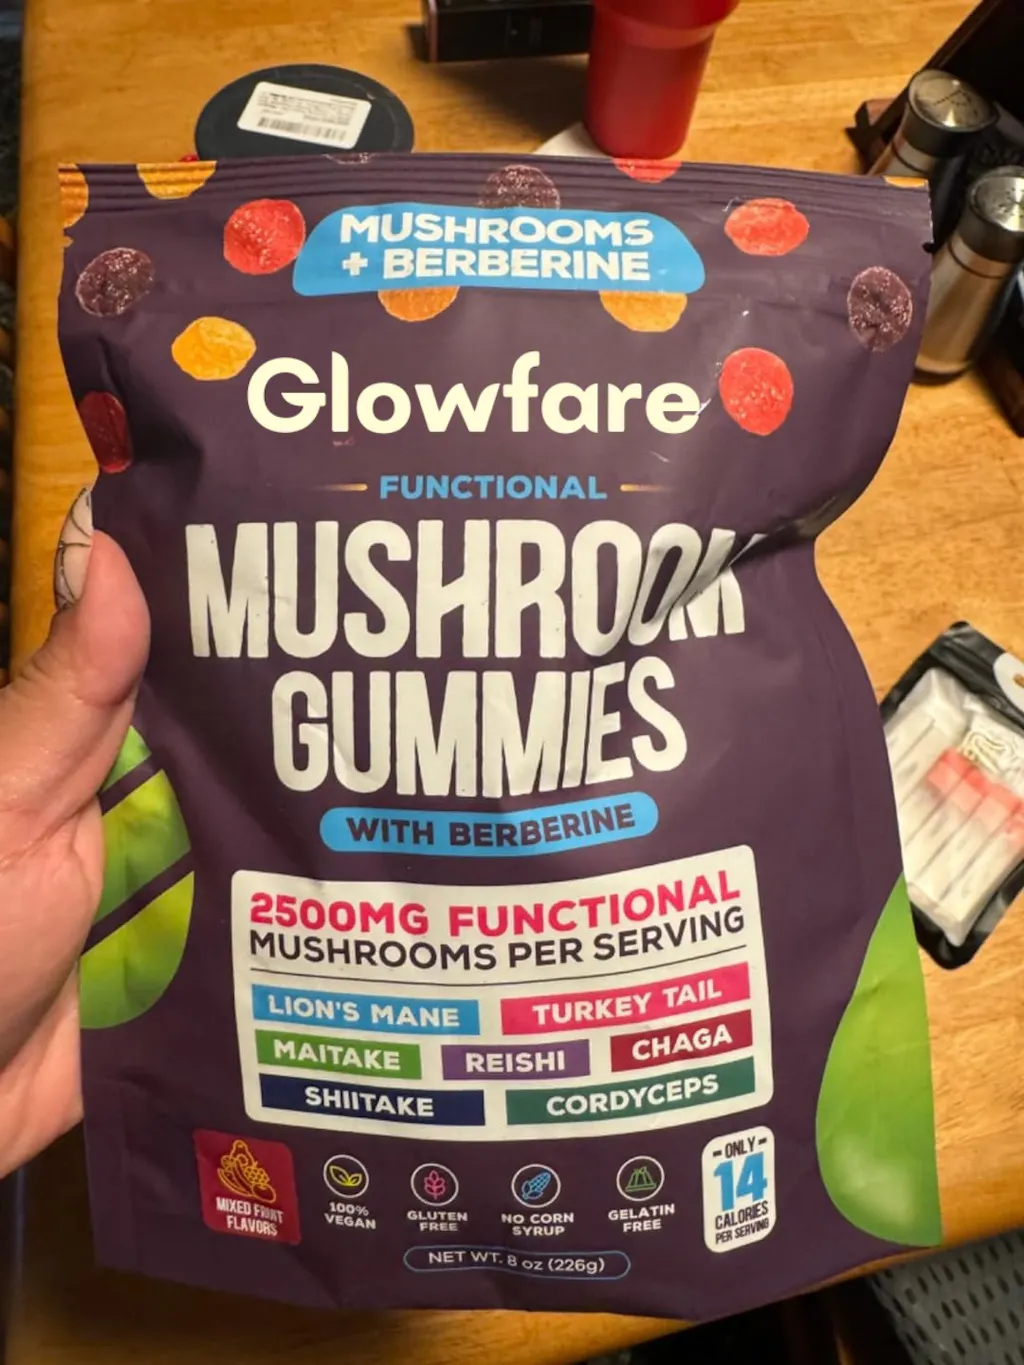 MUSHROOMS
+ BERBERINE
Glowfare
FUNCTIONAL
MUSHROOM
GUMMIES
WITH BERBERINE
2500MG FUNCTIONAL
MUSHROOMS PER SERVING
LION'S MANE
TURKEY TAIL
MAITAKE
REISHI
CHAGA
SHIITAKE
CORDYCEPS
MIXED FRUIT
FLAVORS
100%
VEGAN
GLUTEN
FREE
NO CORN
SYRUP
GELATIN
FREE
- ONLY -
14
CALORIES
PER SERVING
NET WT. 8 oz (226g)